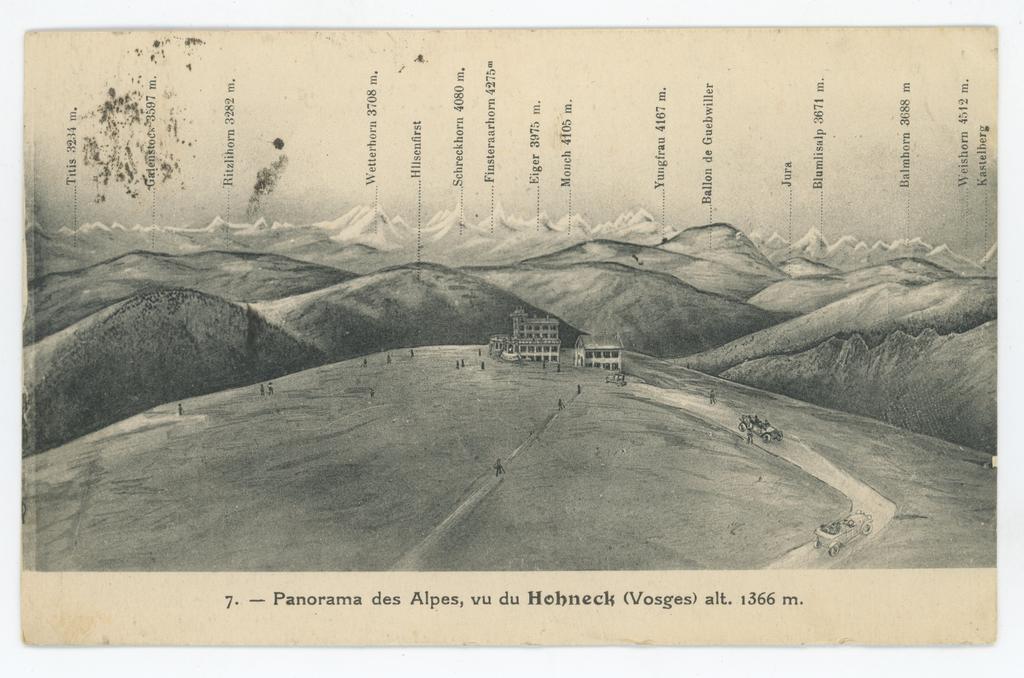 Titis 3234 m.
Galenstock 3597 m.
Ritzlihorn 3282 m.
Wetterhorn 3708 m.
Hilsenfirst
Schreckhorn 4080 m.
Finsteraarhorn 4275m
Eiger 3975 m.
Mönch 4105 m.
Yungfrau 4167 m.
Ballon de Guebwiller
Jura
Blumlisalp 3671 m.
Balmhorn 3688 m.
Weishorn 4512 m.
Kastelberg
7. — Panorama des Alpes, vu du Hohneck (Vosges) alt. 1366 m.